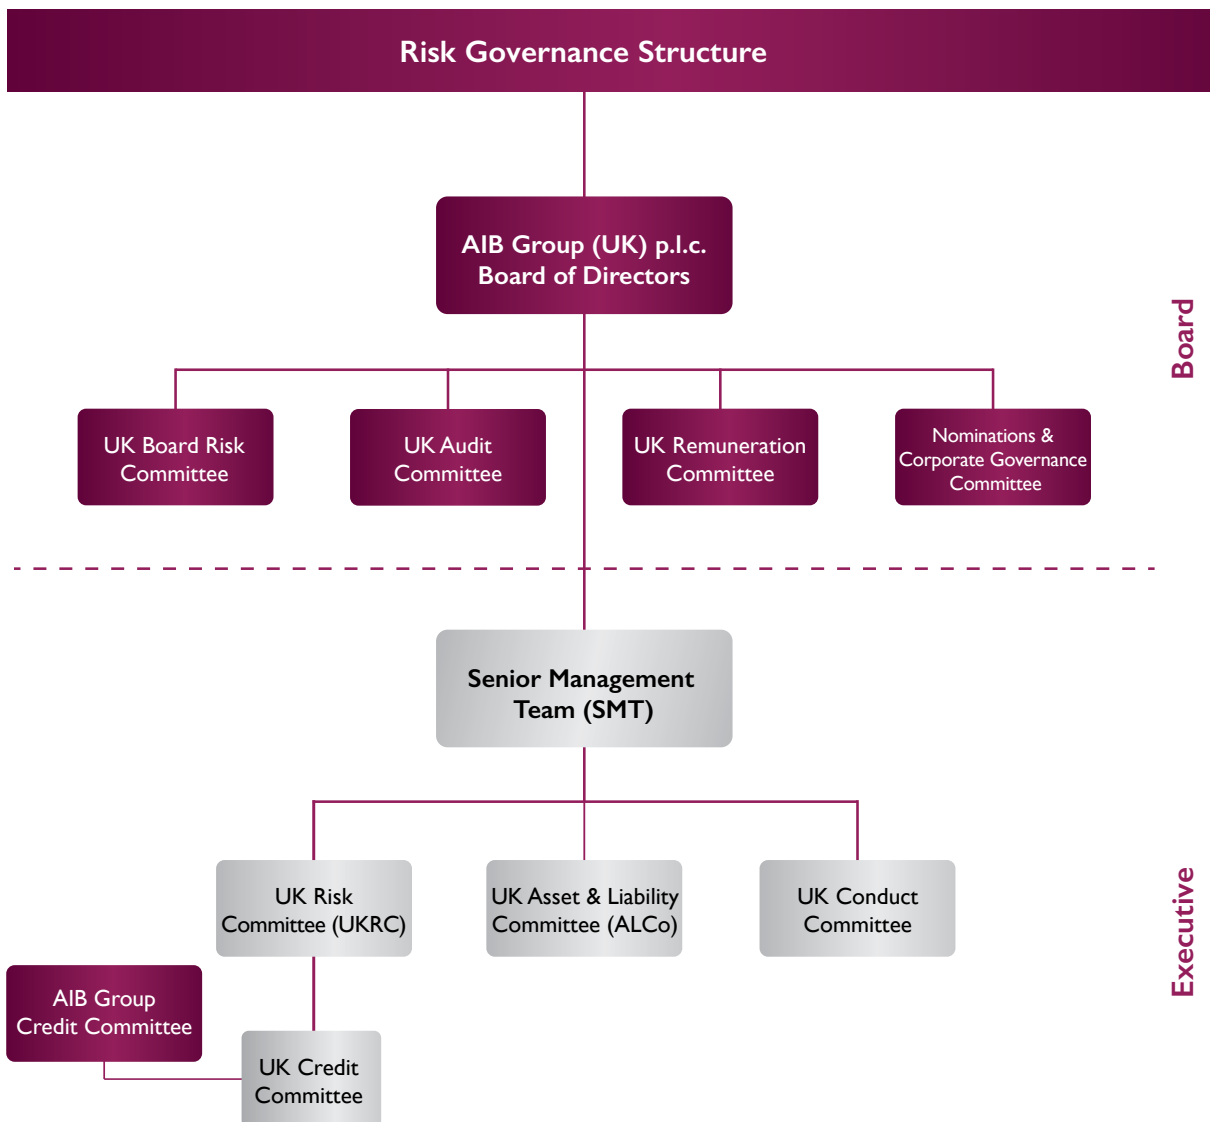 Risk Governance Structure
AIB Group (UK) p.l.c.
Board of Directors
Board
UK Board Risk
Committee
UK Audit
Committee
UK Remuneration
Committee
Nominations &
Corporate Governance
Committee
Senior Management
Team (SMT)
Executive
UK Risk
Committee (UKRC)
UK Asset & Liability
Committee (ALCo)
UK Conduct
Committee
AIB Group
Credit Committee
UK Credit
Committee